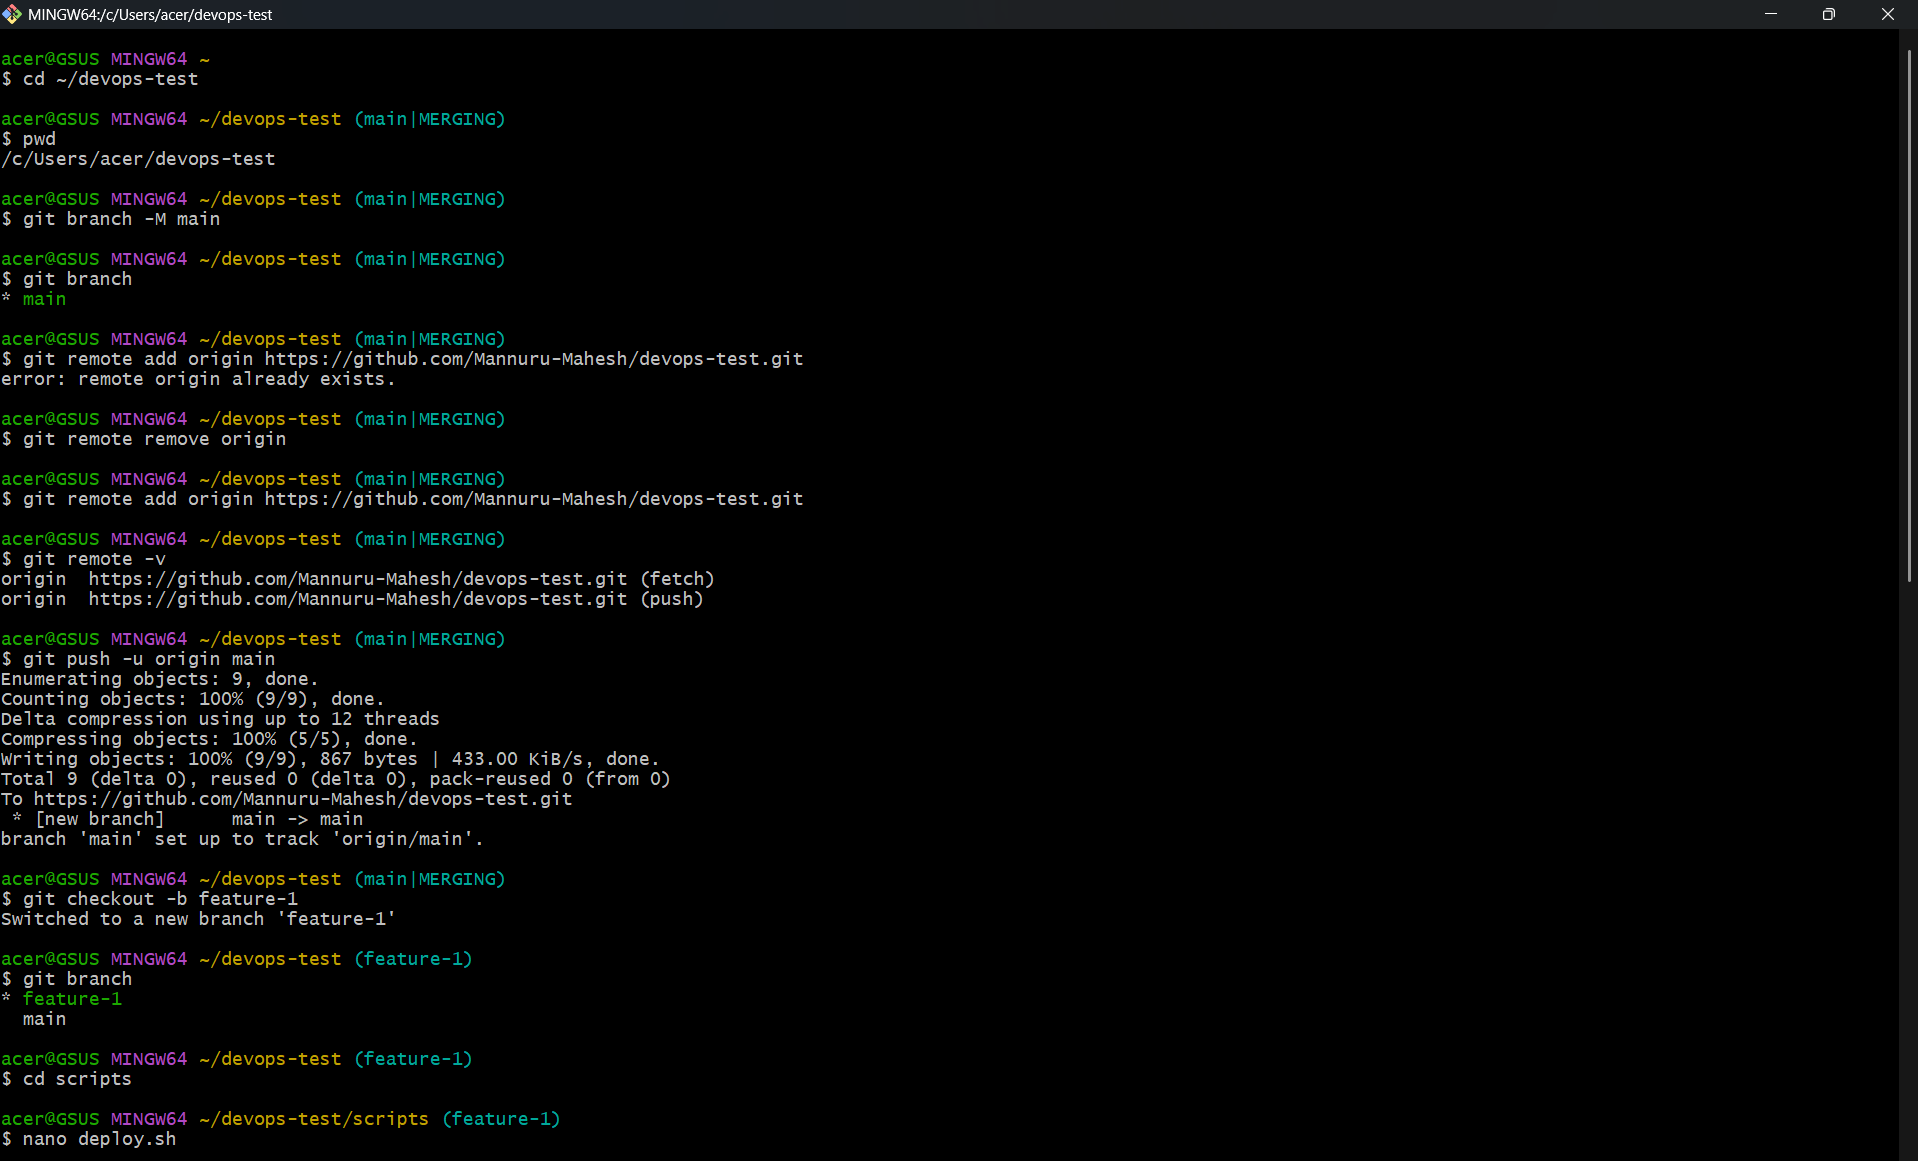 MINGW64:/c/Users/acer/devops-test
acer@GSUS MINGW64 ~
$ cd ~/devops-test
acer@GSUS MINGW64 ~/devops-test (main|MERGING)
$ pwd
/c/Users/acer/devops-test
acer@GSUS MINGW64 ~/devops-test (main|MERGING)
$ git branch -M main
acer@GSUS MINGW64 ~/devops-test (main|MERGING)
$ git branch
* main
acer@GSUS MINGW64 ~/devops-test (main|MERGING)
$ git remote add origin https://github.com/Mannuru-Mahesh/devops-test.git
error: remote origin already exists.
acer@GSUS MINGW64 ~/devops-test (main|MERGING)
$ git remote remove origin
acer@GSUS MINGW64 ~/devops-test (main|MERGING)
$ git remote add origin https://github.com/Mannuru-Mahesh/devops-test.git
acer@GSUS MINGW64 ~/devops-test (main|MERGING)
$ git remote -v
origin  https://github.com/Mannuru-Mahesh/devops-test.git (fetch)
origin  https://github.com/Mannuru-Mahesh/devops-test.git (push)
acer@GSUS MINGW64 ~/devops-test (main|MERGING)
$ git push -u origin main
Enumerating objects: 9, done.
Counting objects: 100% (9/9), done.
Delta compression using up to 12 threads
Compressing objects: 100% (5/5), done.
Writing objects: 100% (9/9), 867 bytes | 433.00 KiB/s, done.
Total 9 (delta 0), reused 0 (delta 0), pack-reused 0 (from 0)
To https://github.com/Mannuru-Mahesh/devops-test.git
 * [new branch]      main -> main
branch 'main' set up to track 'origin/main'.
acer@GSUS MINGW64 ~/devops-test (main|MERGING)
$ git checkout -b feature-1
Switched to a new branch 'feature-1'
acer@GSUS MINGW64 ~/devops-test (feature-1)
$ git branch
* feature-1
  main
acer@GSUS MINGW64 ~/devops-test (feature-1)
$ cd scripts
acer@GSUS MINGW64 ~/devops-test/scripts (feature-1)
$ nano deploy.sh